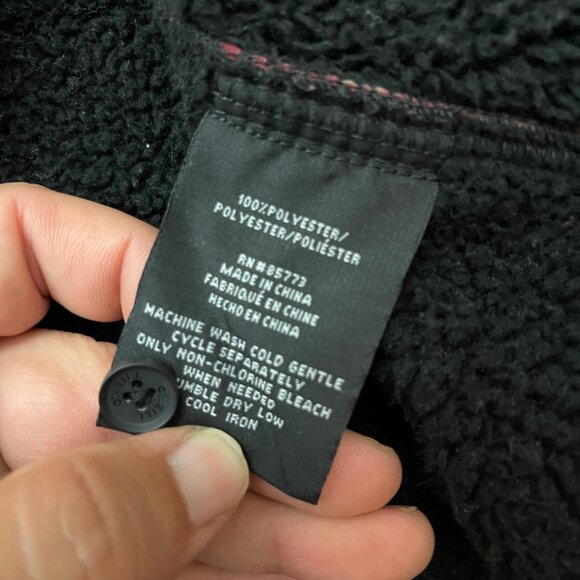 100%POLYESTER/
POLYESTER/POLIÉSTER
RN#85773
MADE IN CHINA
FABRIQUÉ EN CHINE
HECHO EN CHINA
MACHINE WASH COLD GENTLE
CYCLE SEPARATELY
ONLY NON-CHLORINE BLEACH
WHEN NEEDED
UMBLE DRY LOW
COOL IRON